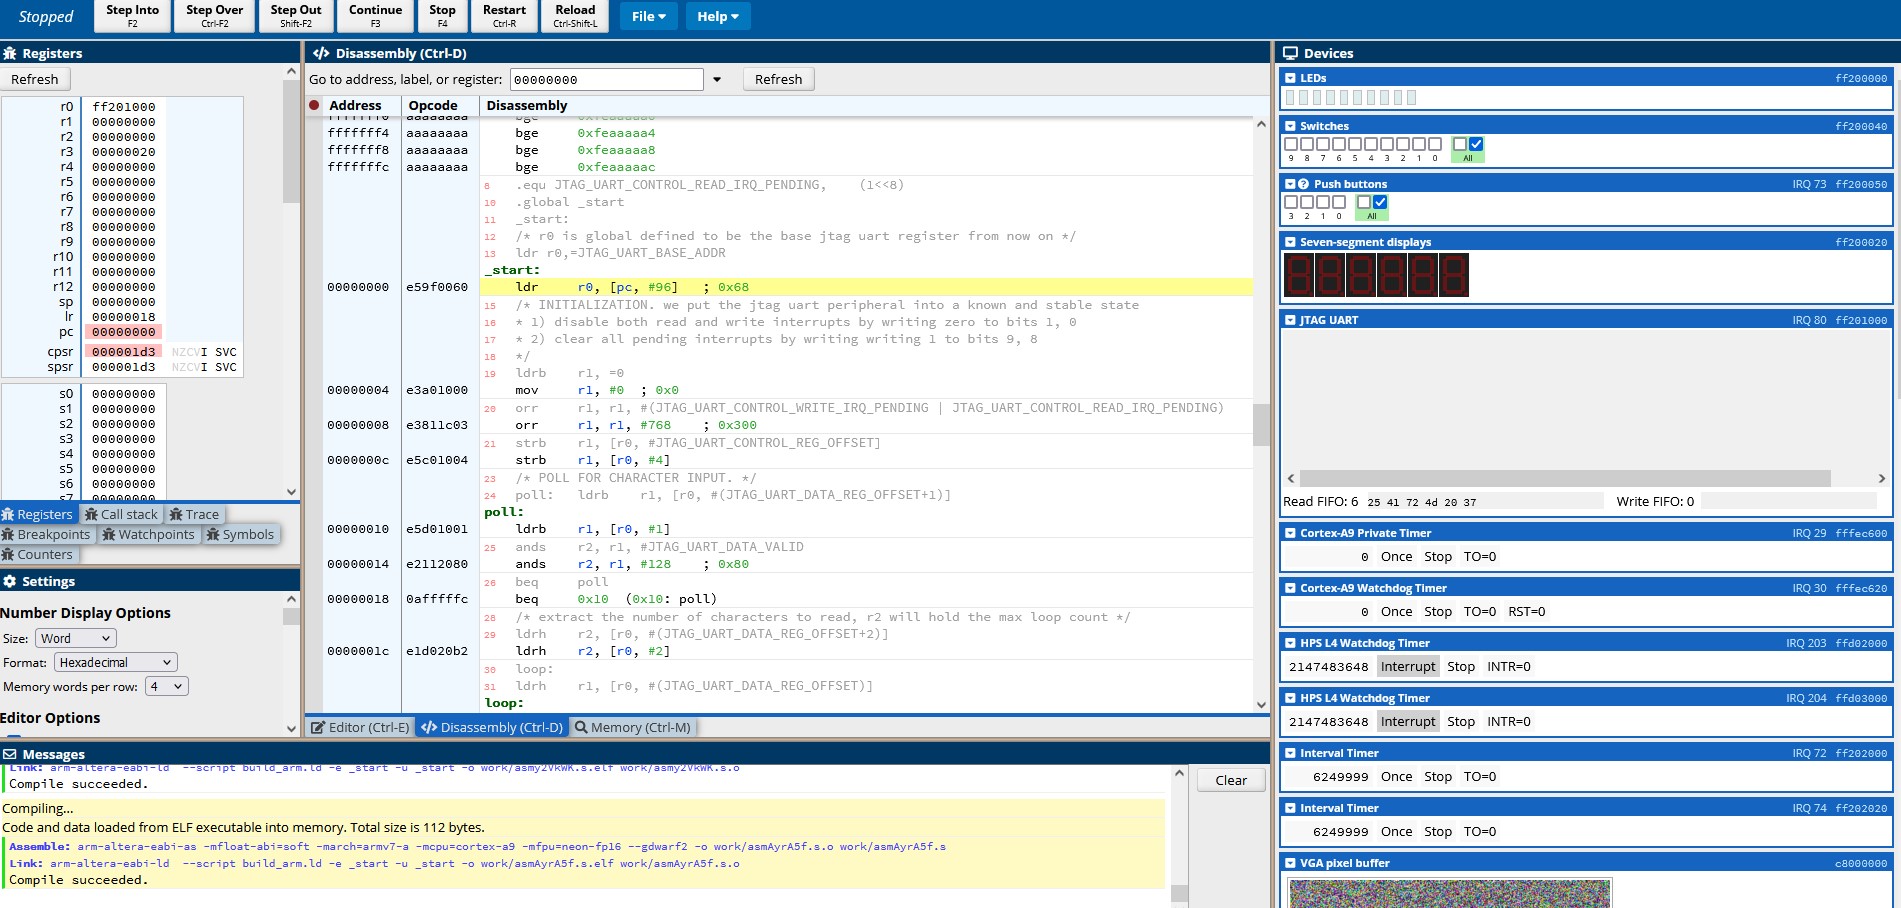 Stopped
Step Into
F2
Step Over
Ctrl-F2
Step Out
Shift-F2
Continue
F3
Stop
F4
Restart
Ctrl-R
Reload
Ctrl-Shift-L
File
Help
Registers
Refresh
r0 ff201000
r1 00000000
r2 00000000
r3 00000020
r4 00000000
r5 00000000
r6 00000000
r7 00000000
r8 00000000
r9 00000000
r10 00000000
r11 00000000
r12 00000000
sp 00000000
lr 00000018
pc 00000000
cpsr 000001d3 NZCVI SVC
spsr 000001d3 NZCVI SVC
s0 00000000
s1 00000000
s2 00000000
s3 00000000
s4 00000000
s5 00000000
s6 00000000
s7 00000000
Registers Call stack Trace
Breakpoints Watchpoints Symbols
Counters
Settings
Number Display Options
Size: Word
Format: Hexadecimal
Memory words per row: 4
Editor Options
Disassembly (Ctrl-D)
Go to address, label, or register: 00000000 Refresh
Address Opcode Disassembly
fffffff0 aaaaaaaa bge 0xfeaaaaa0
fffffff4 aaaaaaaa bge 0xfeaaaaa4
fffffff8 aaaaaaaa bge 0xfeaaaaa8
fffffffc aaaaaaaa bge 0xfeaaaaac
8 .equ JTAG_UART_CONTROL_READ_IRQ_PENDING, (1<<8)
10 .global _start
11 _start:
12 /* r0 is global defined to be the base jtag uart register from now on */
13 ldr r0,=JTAG_UART_BASE_ADDR
_start:
00000000 e59f0060 ldr r0, [pc, #96] ; 0x68
15 /* INITIALIZATION. we put the jtag uart peripheral into a known and stable state
16 * 1) disable both read and write interrupts by writing zero to bits 1, 0
17 * 2) clear all pending interrupts by writing writing 1 to bits 9, 8
18 */
19 ldrb r1, =0
00000004 e3a01000 mov r1, #0 ; 0x0
20 orr r1, r1, #(JTAG_UART_CONTROL_WRITE_IRQ_PENDING | JTAG_UART_CONTROL_READ_IRQ_PENDING)
00000008 e3811c03 orr r1, r1, #768 ; 0x300
21 strb r1, [r0, #JTAG_UART_CONTROL_REG_OFFSET]
0000000c e5c01004 strb r1, [r0, #4]
23 /* POLL FOR CHARACTER INPUT. */
24 poll: ldrb r1, [r0, #(JTAG_UART_DATA_REG_OFFSET+1)]
poll:
00000010 e5d01001 ldrb r1, [r0, #1]
25 ands r2, r1, #JTAG_UART_DATA_VALID
00000014 e2112080 ands r2, r1, #128 ; 0x80
26 beq poll
00000018 0afffffc beq 0x10 (0x10: poll)
28 /* extract the number of characters to read, r2 will hold the max loop count */
29 ldrh r2, [r0, #(JTAG_UART_DATA_REG_OFFSET+2)]
0000001c e1d020b2 ldrh r2, [r0, #2]
30 loop:
31 ldrh r1, [r0, #(JTAG_UART_DATA_REG_OFFSET)]
loop:
Editor (Ctrl-E) Disassembly (Ctrl-D) Memory (Ctrl-M)
Messages
Link: arm-altera-eabi-ld --script build_arm.ld -e _start -u _start -o work/asmy2VkWK.s.elf work/asmy2VkWK.s.o
Compile succeeded.
Clear
Compiling...
Code and data loaded from ELF executable into memory. Total size is 112 bytes.
Assemble: arm-altera-eabi-as -mfloat-abi=soft -march=armv7-a -mcpu=cortex-a9 -mfpu=neon-fp16 --gdwarf2 -o work/asmAyrA5f.s.o work/asmAyrA5f.s
Link: arm-altera-eabi-ld --script build_arm.ld -e _start -u _start -o work/asmAyrA5f.s.elf work/asmAyrA5f.s.o
Compile succeeded.
Devices
LEDs ff200000
Switches ff200040
9 8 7 6 5 4 3 2 1 0 All
Push buttons IRQ 73 ff200050
3 2 1 0 All
Seven-segment displays ff200020
JTAG UART IRQ 80 ff201000
Read FIFO: 6 25 41 72 4d 20 37 Write FIFO: 0
Cortex-A9 Private Timer IRQ 29 fffec600
0 Once Stop TO=0
Cortex-A9 Watchdog Timer IRQ 30 fffec620
0 Once Stop TO=0 RST=0
HPS L4 Watchdog Timer IRQ 203 ffd02000
2147483648 Interrupt Stop INTR=0
HPS L4 Watchdog Timer IRQ 204 ffd03000
2147483648 Interrupt Stop INTR=0
Interval Timer IRQ 72 ff202000
6249999 Once Stop TO=0
Interval Timer IRQ 74 ff202020
6249999 Once Stop TO=0
VGA pixel buffer c8000000